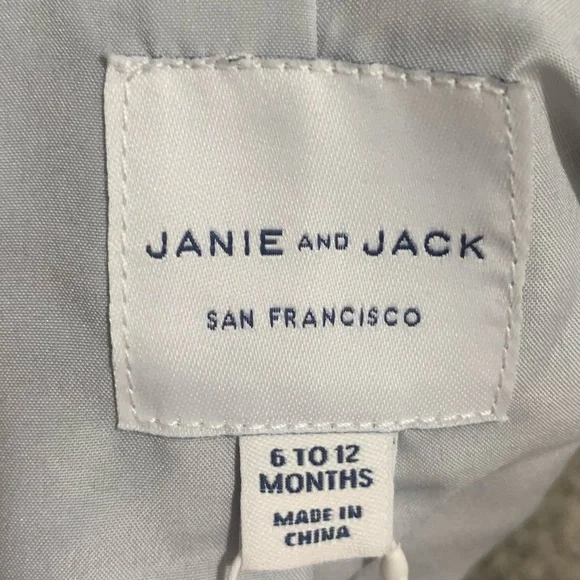 JANIE AND JACK
SAN FRANCISCO
6 TO 12
MONTHS
MADE IN
CHINA